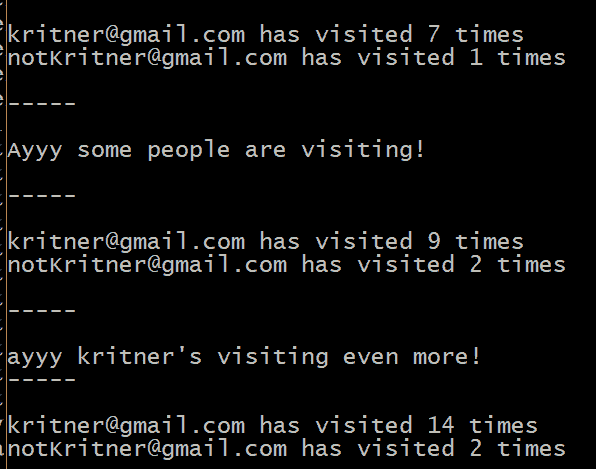 kritner@gmail.com has visited 7 times
notKritner@gmail.com has visited 1 times
-----
Ayyy some people are visiting!
-----
kritner@gmail.com has visited 9 times
notKritner@gmail.com has visited 2 times
-----
ayyy kritner's visiting even more!
-----
kritner@gmail.com has visited 14 times
notKritner@gmail.com has visited 2 times